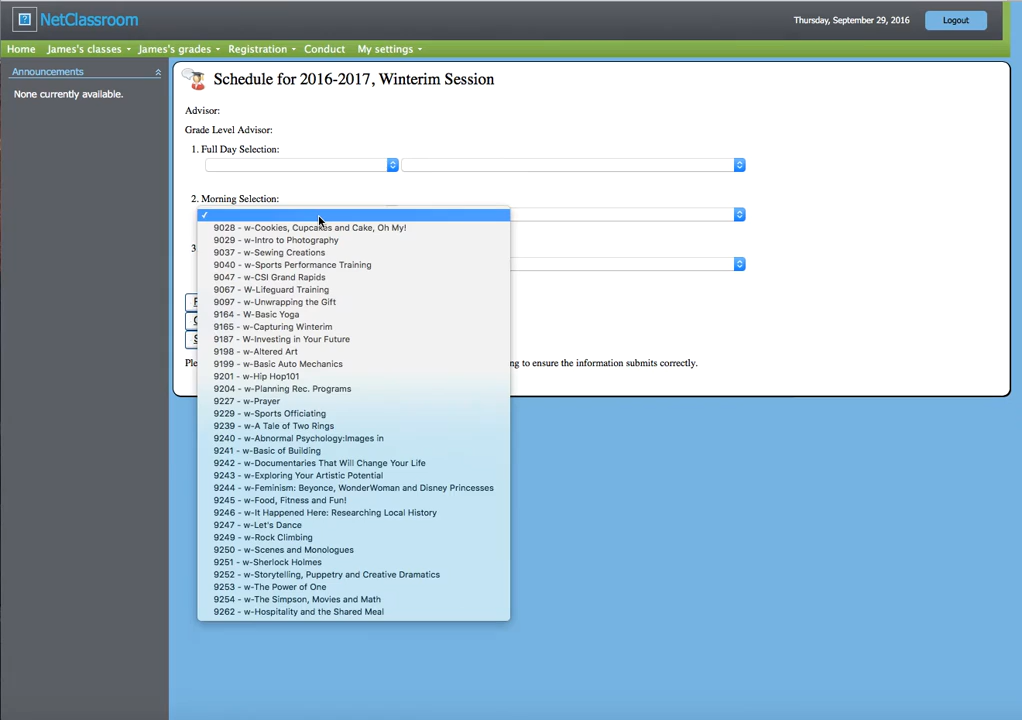 NetClassroom
Thursday, September 29, 2016
Logout
Home James's classes James's grades Registration Conduct My settings
Announcements
None currently available.
Schedule for 2016-2017, Winterim Session
Advisor:
Grade Level Advisor:
1. Full Day Selection:
2. Morning Selection:
3
9028 - w-Cookies, Cupcakes and Cake, Oh My!
9029 - w-Intro to Photography
9037 - w-Sewing Creations
9040 - w-Sports Performance Training
9047 - w-CSI Grand Rapids
9067 - W-Lifeguard Training
9097 - w-Unwrapping the Gift
9164 - W-Basic Yoga
9165 - w-Capturing Winterim
9187 - W-Investing in Your Future
9198 - w-Altered Art
9199 - w-Basic Auto Mechanics
9201 - w-Hip Hop101
9204 - w-Planning Rec. Programs
9227 - w-Prayer
9229 - w-Sports Officiating
9239 - w-A Tale of Two Rings
9240 - w-Abnormal Psychology:Images in
9241 - w-Basic of Building
9242 - w-Documentaries That Will Change Your Life
9243 - w-Exploring Your Artistic Potential
9244 - w-Feminism: Beyonce, WonderWoman and Disney Princesses
9245 - w-Food, Fitness and Fun!
9246 - w-It Happened Here: Researching Local History
9247 - w-Let's Dance
9249 - w-Rock Climbing
9250 - w-Scenes and Monologues
9251 - w-Sherlock Holmes
9252 - w-Storytelling, Puppetry and Creative Dramatics
9253 - w-The Power of One
9254 - w-The Simpson, Movies and Math
9262 - w-Hospitality and the Shared Meal
Ple ng to ensure the information submits correctly.